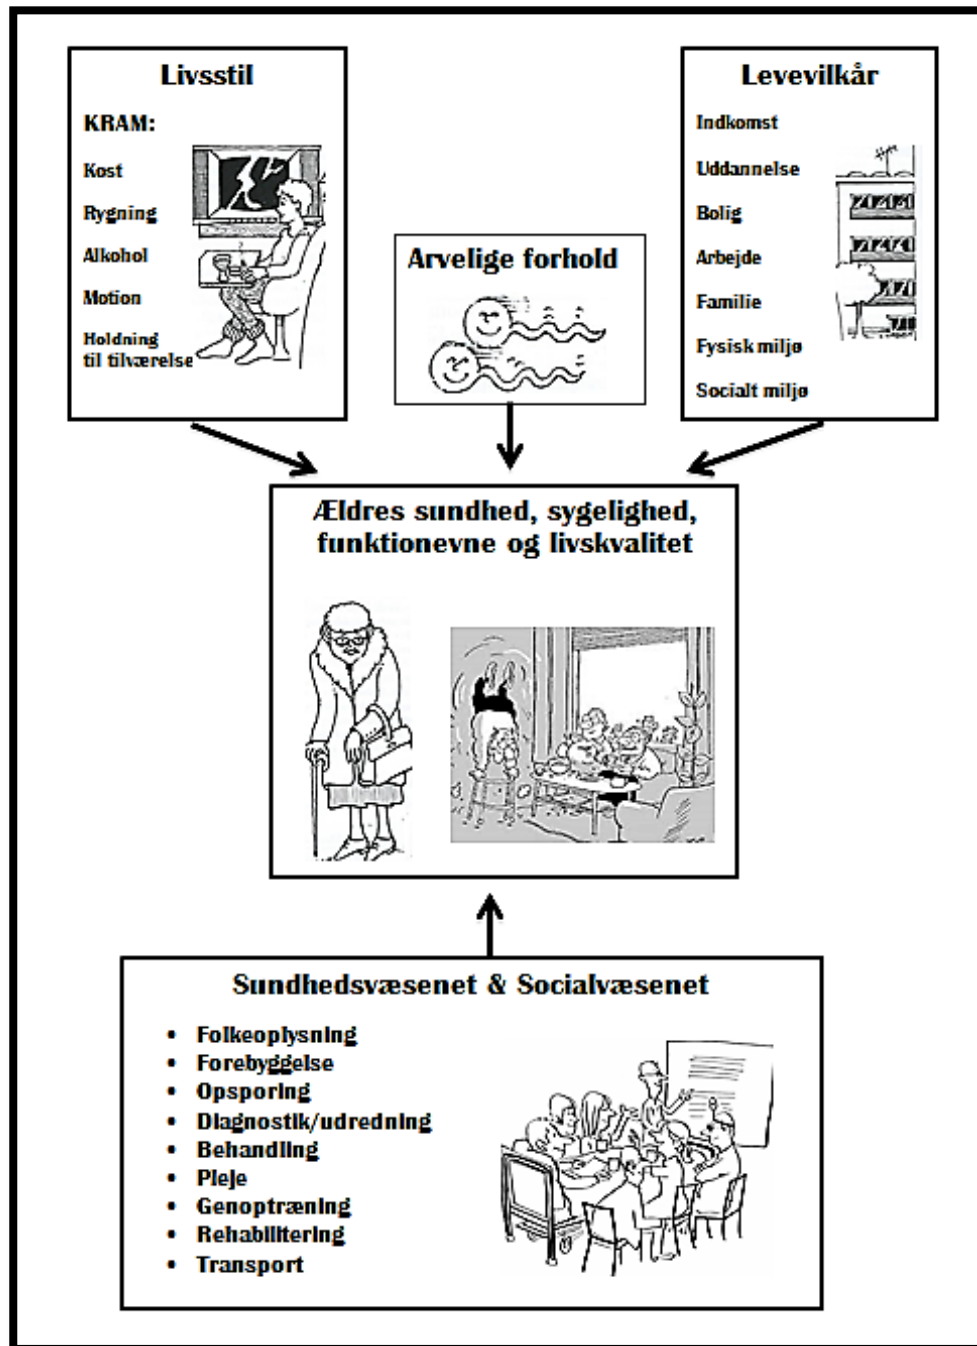 Livsstil
KRAM:
Kost
Rygning
Alkohol
Motion
Holdning
til tilværelse
Arvelige forhold
Levevilkår
Indkomst
Uddannelse
Bolig
Arbejde
Familie
Fysisk miljø
Socialt miljø
Ældres sundhed, sygelighed,
funktionevne og livskvalitet
Sundhedsvæsenet & Socialvæsenet
• Folkeoplysning
• Forebyggelse
• Opsporing
• Diagnostik/udredning
• Behandling
• Pleje
• Genoptræning
• Rehabilitering
• Transport